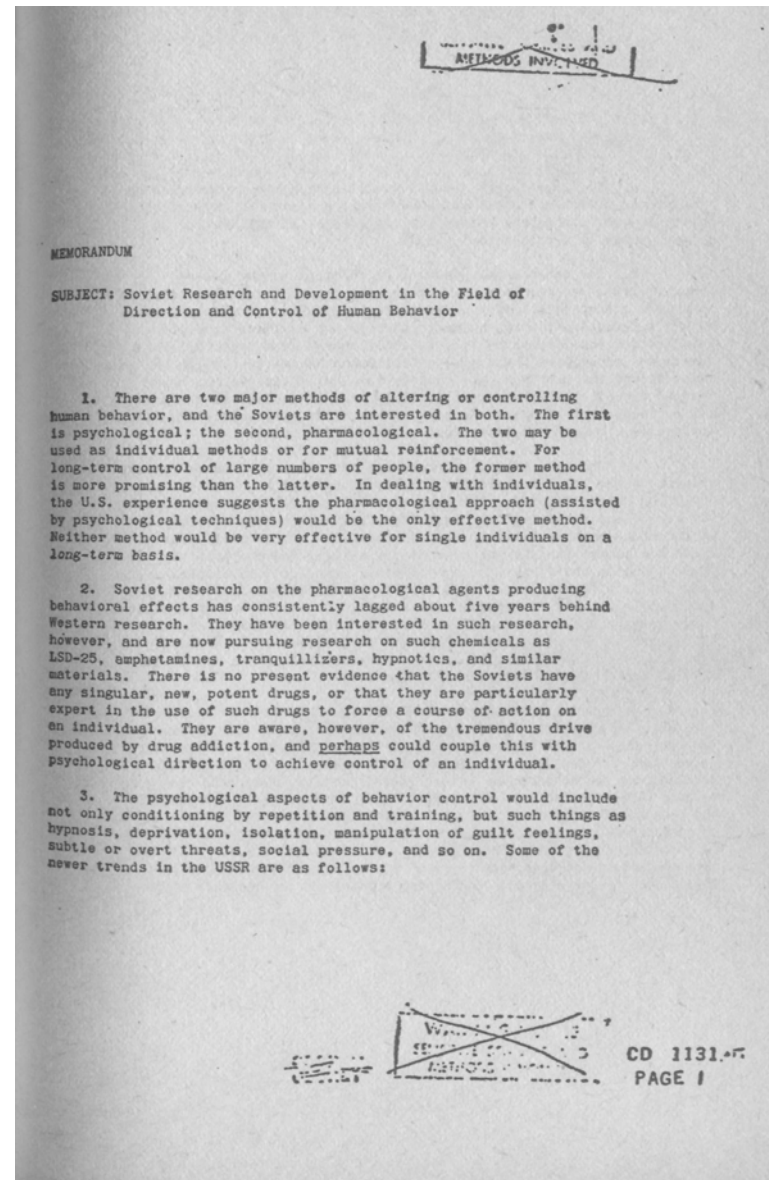 METHODS INVOLVED
MEMORANDUM
SUBJECT: Soviet Research and Development in the Field of
Direction and Control of Human Behavior
1. There are two major methods of altering or controlling
human behavior, and the Soviets are interested in both. The first
is psychological; the second, pharmacological. The two may be
used as individual methods or for mutual reinforcement. For
long-term control of large numbers of people, the former method
is more promising than the latter. In dealing with individuals,
the U.S. experience suggests the pharmacological approach (assisted
by psychological techniques) would be the only effective method.
Neither method would be very effective for single individuals on a
long-term basis.
2. Soviet research on the pharmacological agents producing
behavioral effects has consistently lagged about five years behind
Western research. They have been interested in such research,
however, and are now pursuing research on such chemicals as
LSD-25, amphetamines, tranquillizers, hypnotics, and similar
materials. There is no present evidence that the Soviets have
any singular, new, potent drugs, or that they are particularly
expert in the use of such drugs to force a course of action on
an individual. They are aware, however, of the tremendous drive
produced by drug addiction, and perhaps could couple this with
psychological direction to achieve control of an individual.
3. The psychological aspects of behavior control would include
not only conditioning by repetition and training, but such things as
hypnosis, deprivation, isolation, manipulation of guilt feelings,
subtle or overt threats, social pressure, and so on. Some of the
newer trends in the USSR are as follows:
CD 1131
PAGE 1